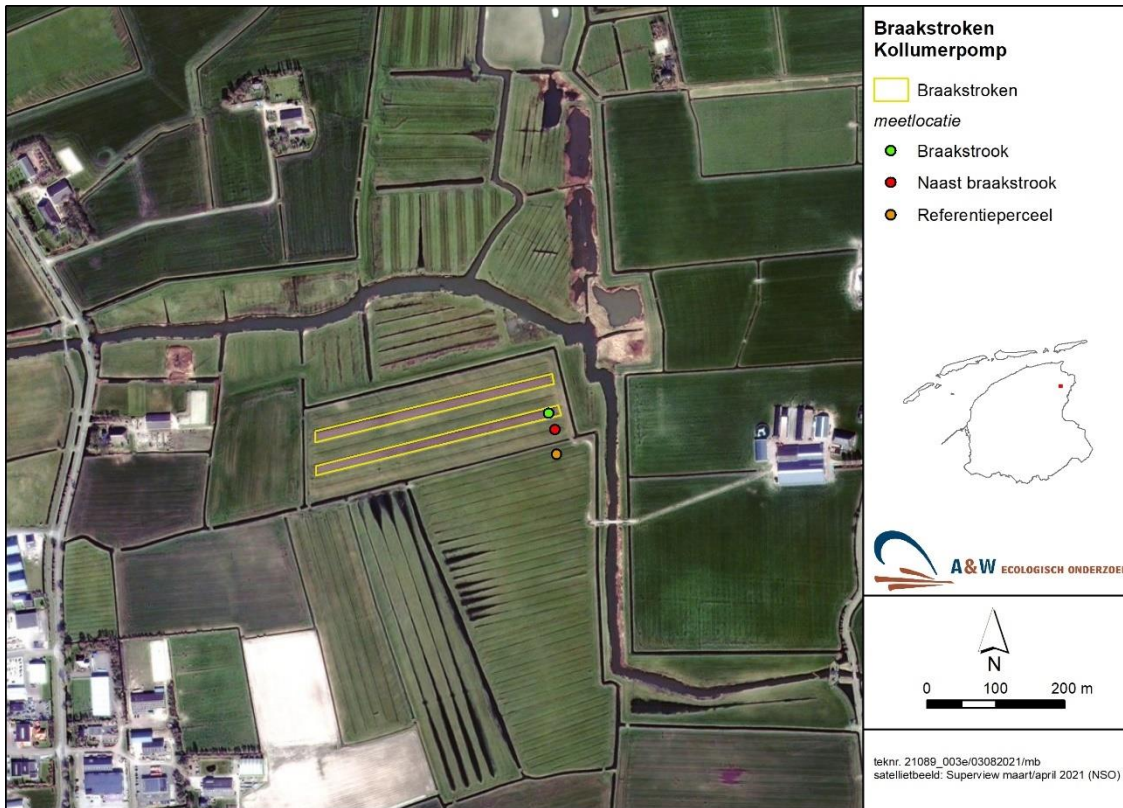 Braakstroken
Kollumerpomp
Braakstroken
meetlocatie
Braakstrook
Naast braakstrook
Referentieperceel
A&W ECOLOGISCH ONDERZOE
N
0 100 200 m
teknr. 21089_003e/03082021/mb
satellietbeeld: Superview maart/april 2021 (NSO)